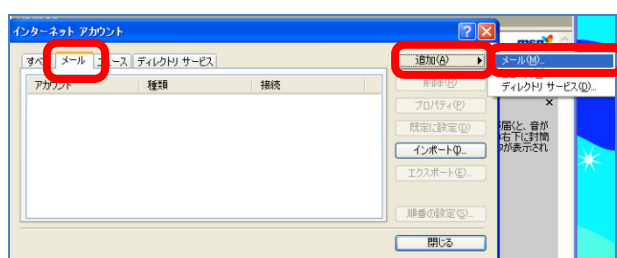 インターネット アカウント
msn
すべ メール ニュース ディレクトリ サービス
アカウント 種類 接続
追加(A)
メール(M)...
ディレクトリ サービス(D)...
削除(R)
プロパティ(P)
既定に設定(D)
インポート(I)...
エクスポート(E)...
順番の設定(S)...
閉じる
届くと、音が
右下に封筒
が表示され